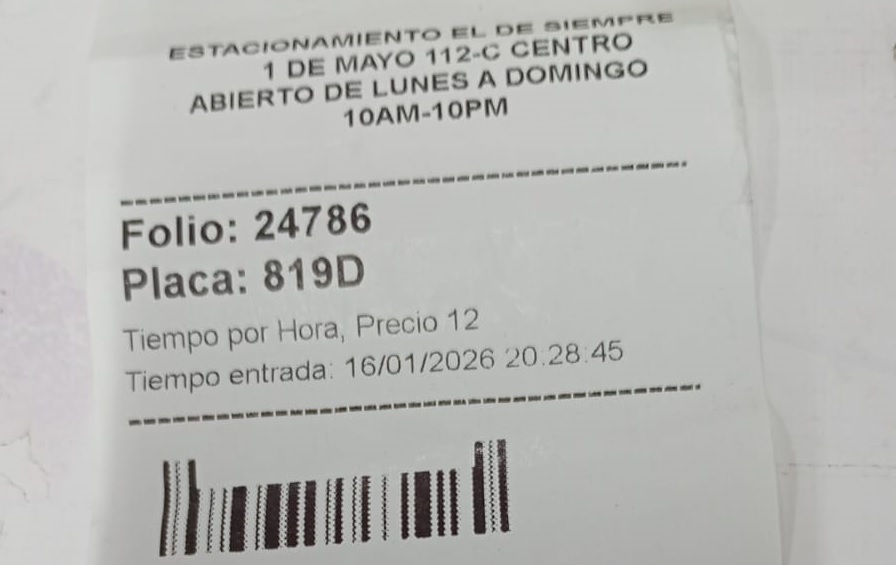 ESTACIONAMIENTO EL DE SIEMPRE
1 DE MAYO 112-C CENTRO
ABIERTO DE LUNES A DOMINGO
10AM-10PM
Folio: 24786
Placa: 819D
Tiempo por Hora, Precio 12
Tiempo entrada: 16/01/2026 20:28:45